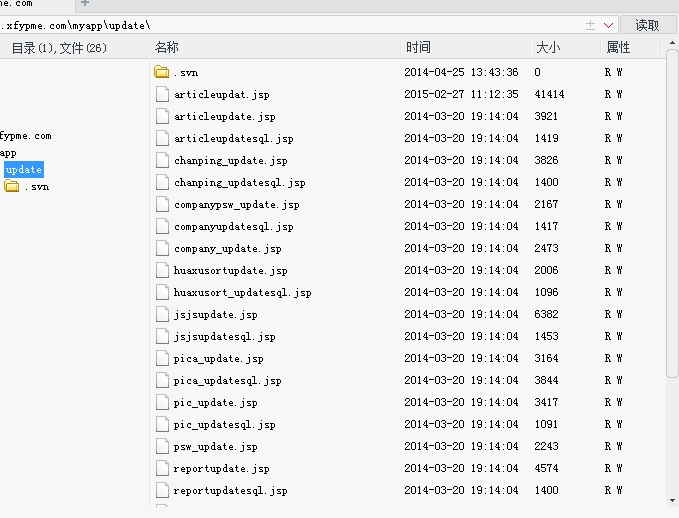 me.com
.xfypme.com\myapp\update\ 读取
目录(1),文件(26) 名称 时间 大小 属性
.svn 2014-04-25 13:43:36 0 R W
articleupdat.jsp 2015-02-27 11:12:35 41414 R W
articleupdate.jsp 2014-03-20 19:14:04 3921 R W
fypme.com articleupdatesql.jsp 2014-03-20 19:14:04 1419 R W
app chanping_update.jsp 2014-03-20 19:14:04 3826 R W
update chanping_updatesql.jsp 2014-03-20 19:14:04 1400 R W
.svn companypsw_update.jsp 2014-03-20 19:14:04 2167 R W
companyupdatesql.jsp 2014-03-20 19:14:04 1417 R W
company_update.jsp 2014-03-20 19:14:04 2473 R W
huaxusortupdate.jsp 2014-03-20 19:14:04 2006 R W
huaxusort_updatesql.jsp 2014-03-20 19:14:04 1096 R W
jsjsupdate.jsp 2014-03-20 19:14:04 6382 R W
jsjsupdatesql.jsp 2014-03-20 19:14:04 1453 R W
pica_update.jsp 2014-03-20 19:14:04 3164 R W
pica_updatesql.jsp 2014-03-20 19:14:04 3844 R W
pic_update.jsp 2014-03-20 19:14:04 3417 R W
pic_updatesql.jsp 2014-03-20 19:14:04 1091 R W
psw_update.jsp 2014-03-20 19:14:04 2243 R W
reportupdate.jsp 2014-03-20 19:14:04 4574 R W
reportupdatesql.jsp 2014-03-20 19:14:04 1400 R W